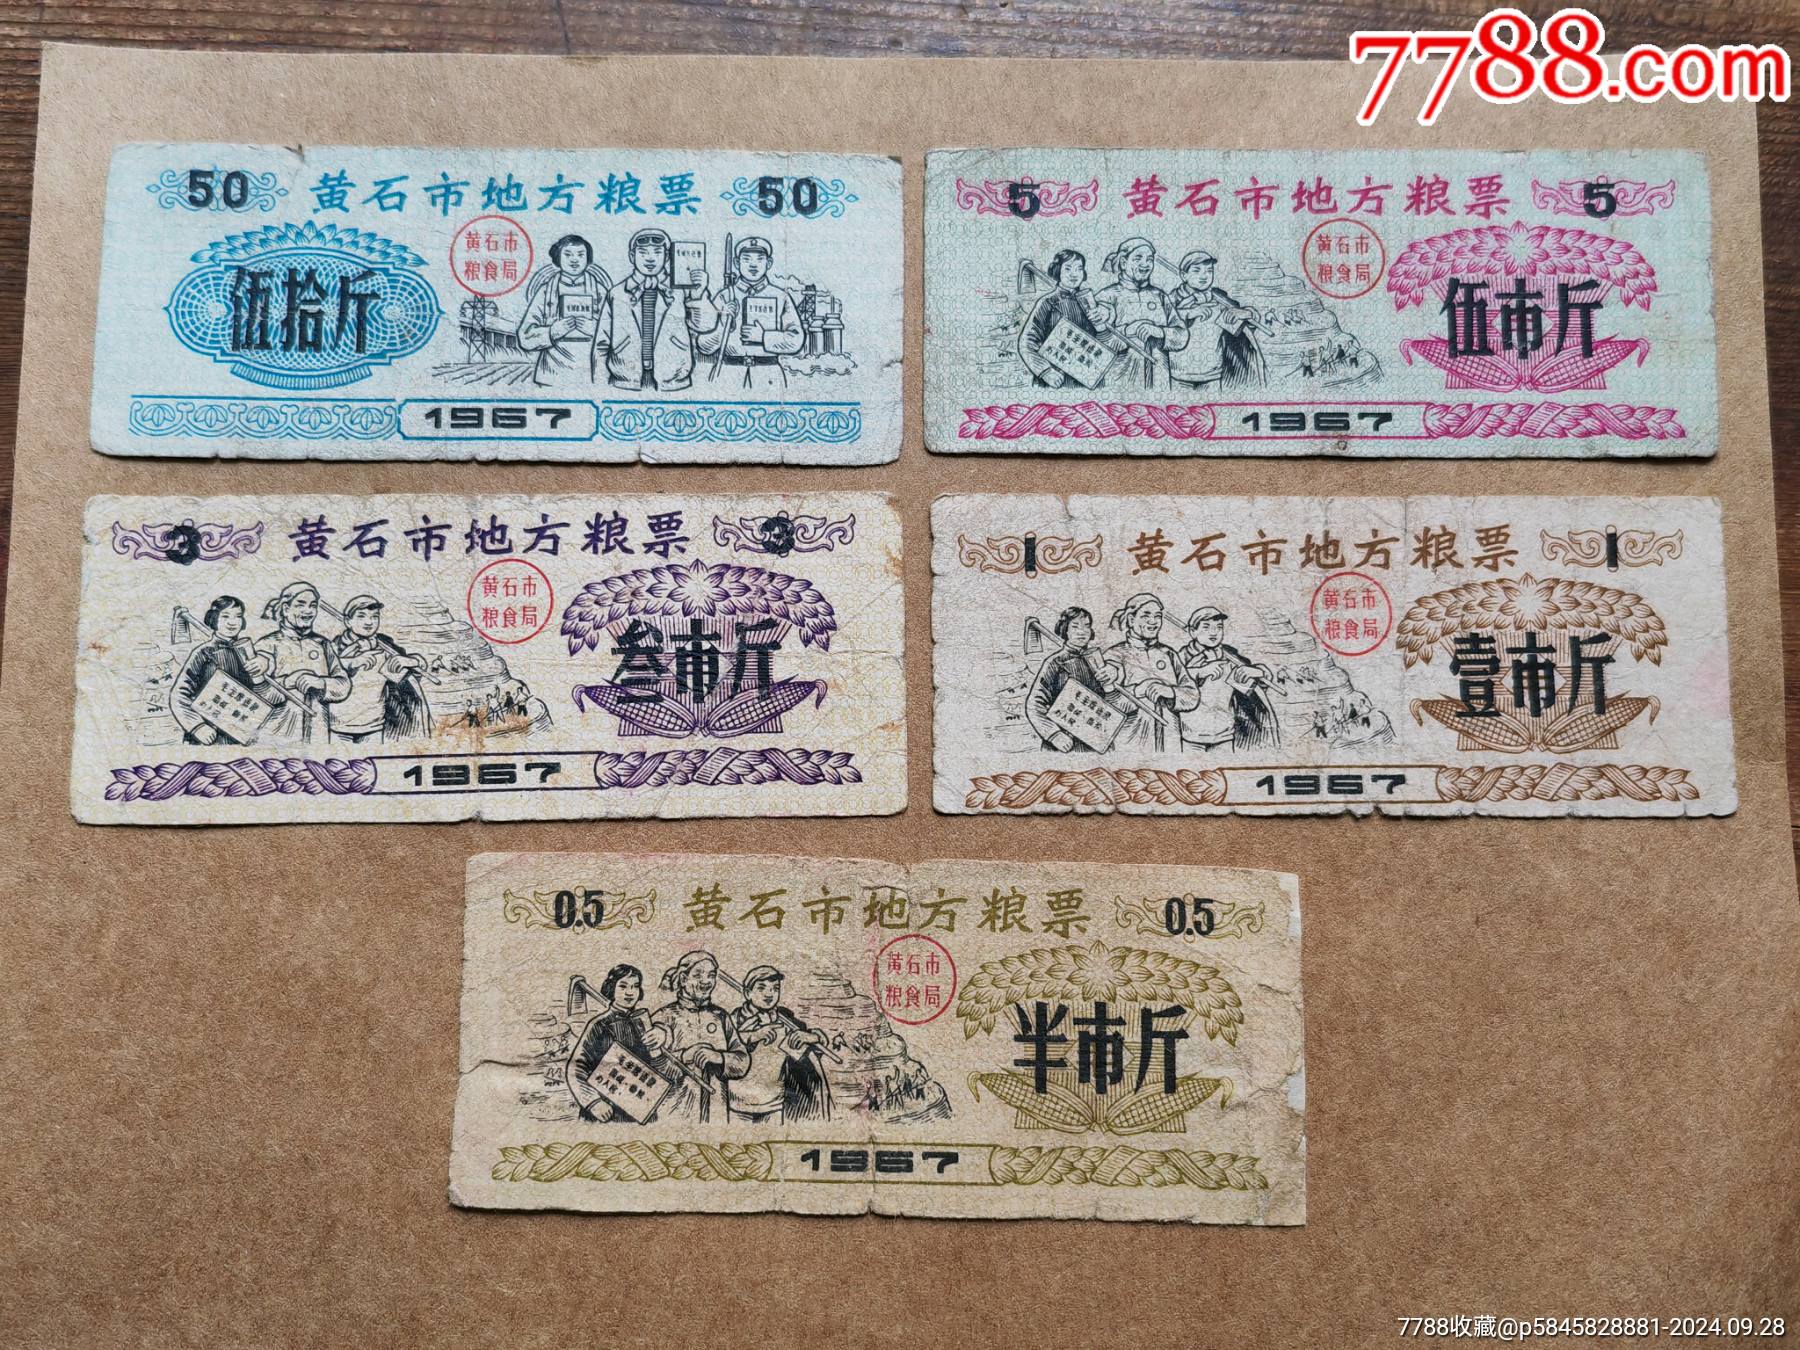 7788.com
50 黄石市地方粮票 50
黄石市
粮食局
伍拾斤
1967
5 黄石市地方粮票 5
黄石市
粮食局
伍市斤
1967
3 黄石市地方粮票 3
黄石市
粮食局
叁市斤
1967
1 黄石市地方粮票 1
黄石市
粮食局
壹市斤
1967
0.5 黄石市地方粮票 0.5
黄石市
粮食局
半市斤
1967
7788收藏@p5845828881-2024.09.28